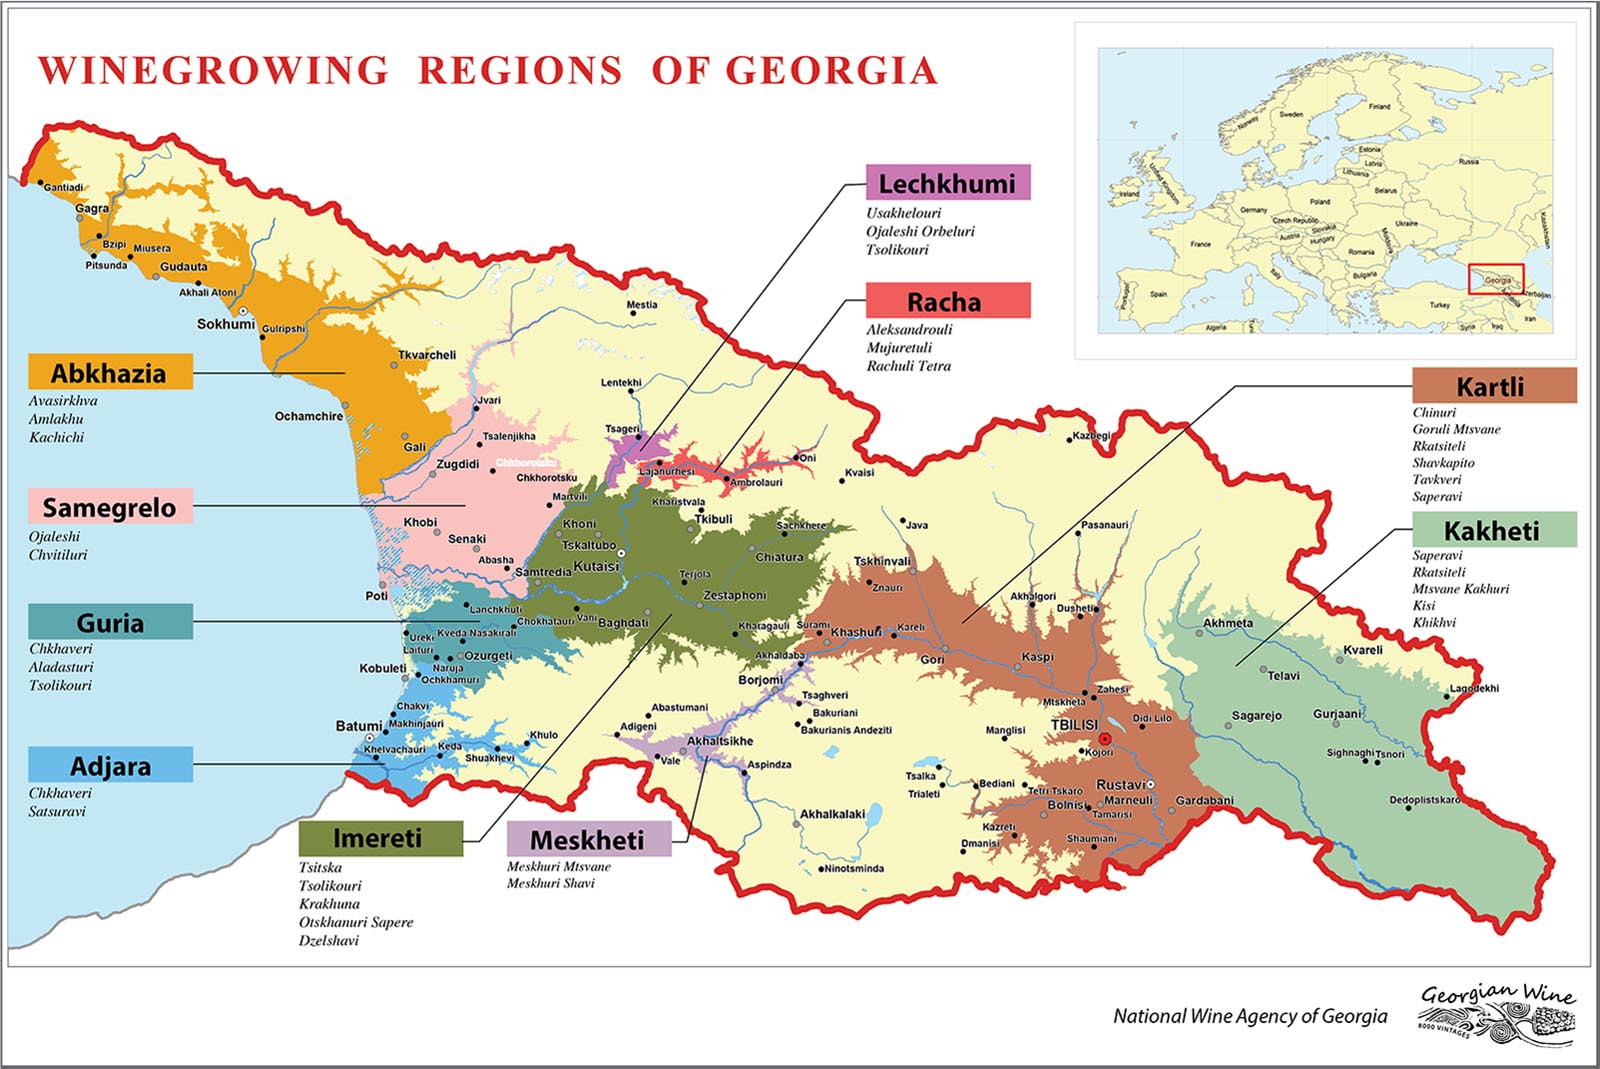 WINEGROWING REGIONS OF GEORGIA
Norway
Sweden
Finland
Estonia
Latvia
Lithuania
Russia
Ireland
United Kingdom
Belarus
Poland
Germany
Czech Republic
Slovakia
Ukraine
Kazakhstan
France
Austria
Hungary
Moldova
Romania
Italy
Bulgaria
Portugal
Spain
Georgia
Armenia
Azerbaijan
Turkey
Algeria
Syria
Iraq
Iran
Lechkhumi
Usakhelouri
Ojaleshi Orbeluri
Tsolikouri
Racha
Aleksandrouli
Mujuretuli
Rachuli Tetra
Kartli
Chinuri
Goruli Mtsvane
Rkatsiteli
Shavkapito
Tavkveri
Saperavi
Kakheti
Saperavi
Rkatsiteli
Mtsvane Kakhuri
Kisi
Khikhvi
Abkhazia
Avasirkhva
Amlakhu
Kachichi
Samegrelo
Ojaleshi
Chvitiluri
Guria
Chkhaveri
Aladasturi
Tsolikouri
Adjara
Chkhaveri
Satsuravi
Imereti
Tsitska
Tsolikouri
Krakhuna
Otskhanuri Sapere
Dzelshavi
Meskheti
Meskhuri Mtsvane
Meskhuri Shavi
Gantiadi
Gagra
Bzipi
Miusera
Pitsunda
Gudauta
Akhali Atoni
Sokhumi
Gulripshi
Tkvarcheli
Ochamchire
Gali
Mestia
Lentekhi
Jvari
Tsalenjikha
Zugdidi
Chkhorotsku
Chkhorotsku
Martvili
Khobi
Senaki
Abasha
Poti
Tsageri
Lajanurhesi
Ambrolauri
Oni
Kvaisi
Kazbegi
Kharistvala
Tkibuli
Sachkhere
Chiatura
Khoni
Tskaltubo
Kutaisi
Samtredia
Terjola
Zestaphoni
Vani
Baghdati
Kharagauli
Lanchkhuti
Chokhatauri
Ureki
Kveda Nasakirali
Laituri
Ozurgeti
Naruja
Ochkhamuri
Kobuleti
Chakvi
Makhinjauri
Batumi
Khelvachauri
Keda
Shuakhevi
Khulo
Java
Pasanauri
Tskhinvali
Znauri
Akhalgori
Dusheti
Surami
Khashuri
Kareli
Akhaldaba
Gori
Kaspi
Borjomi
Tsaghveri
Bakuriani
Bakurianis Andeziti
Abastumani
Adigeni
Akhaltsikhe
Vale
Aspindza
Akhalkalaki
Ninotsminda
Mtskheta
Zahesi
TBILISI
Didi Lilo
Manglisi
Kojori
Tsalka
Trialeti
Bediani
Tetri Tskaro
Rustavi
Bolnisi
Marneuli
Gardabani
Tamarisi
Kazreti
Dmanisi
Shaumiani
Akhmeta
Kvareli
Telavi
Lagodekhi
Sagarejo
Gurjaani
Sighnaghi
Tsnori
Dedoplistskaro
National Wine Agency of Georgia
Georgian Wine
8000 VINTAGES